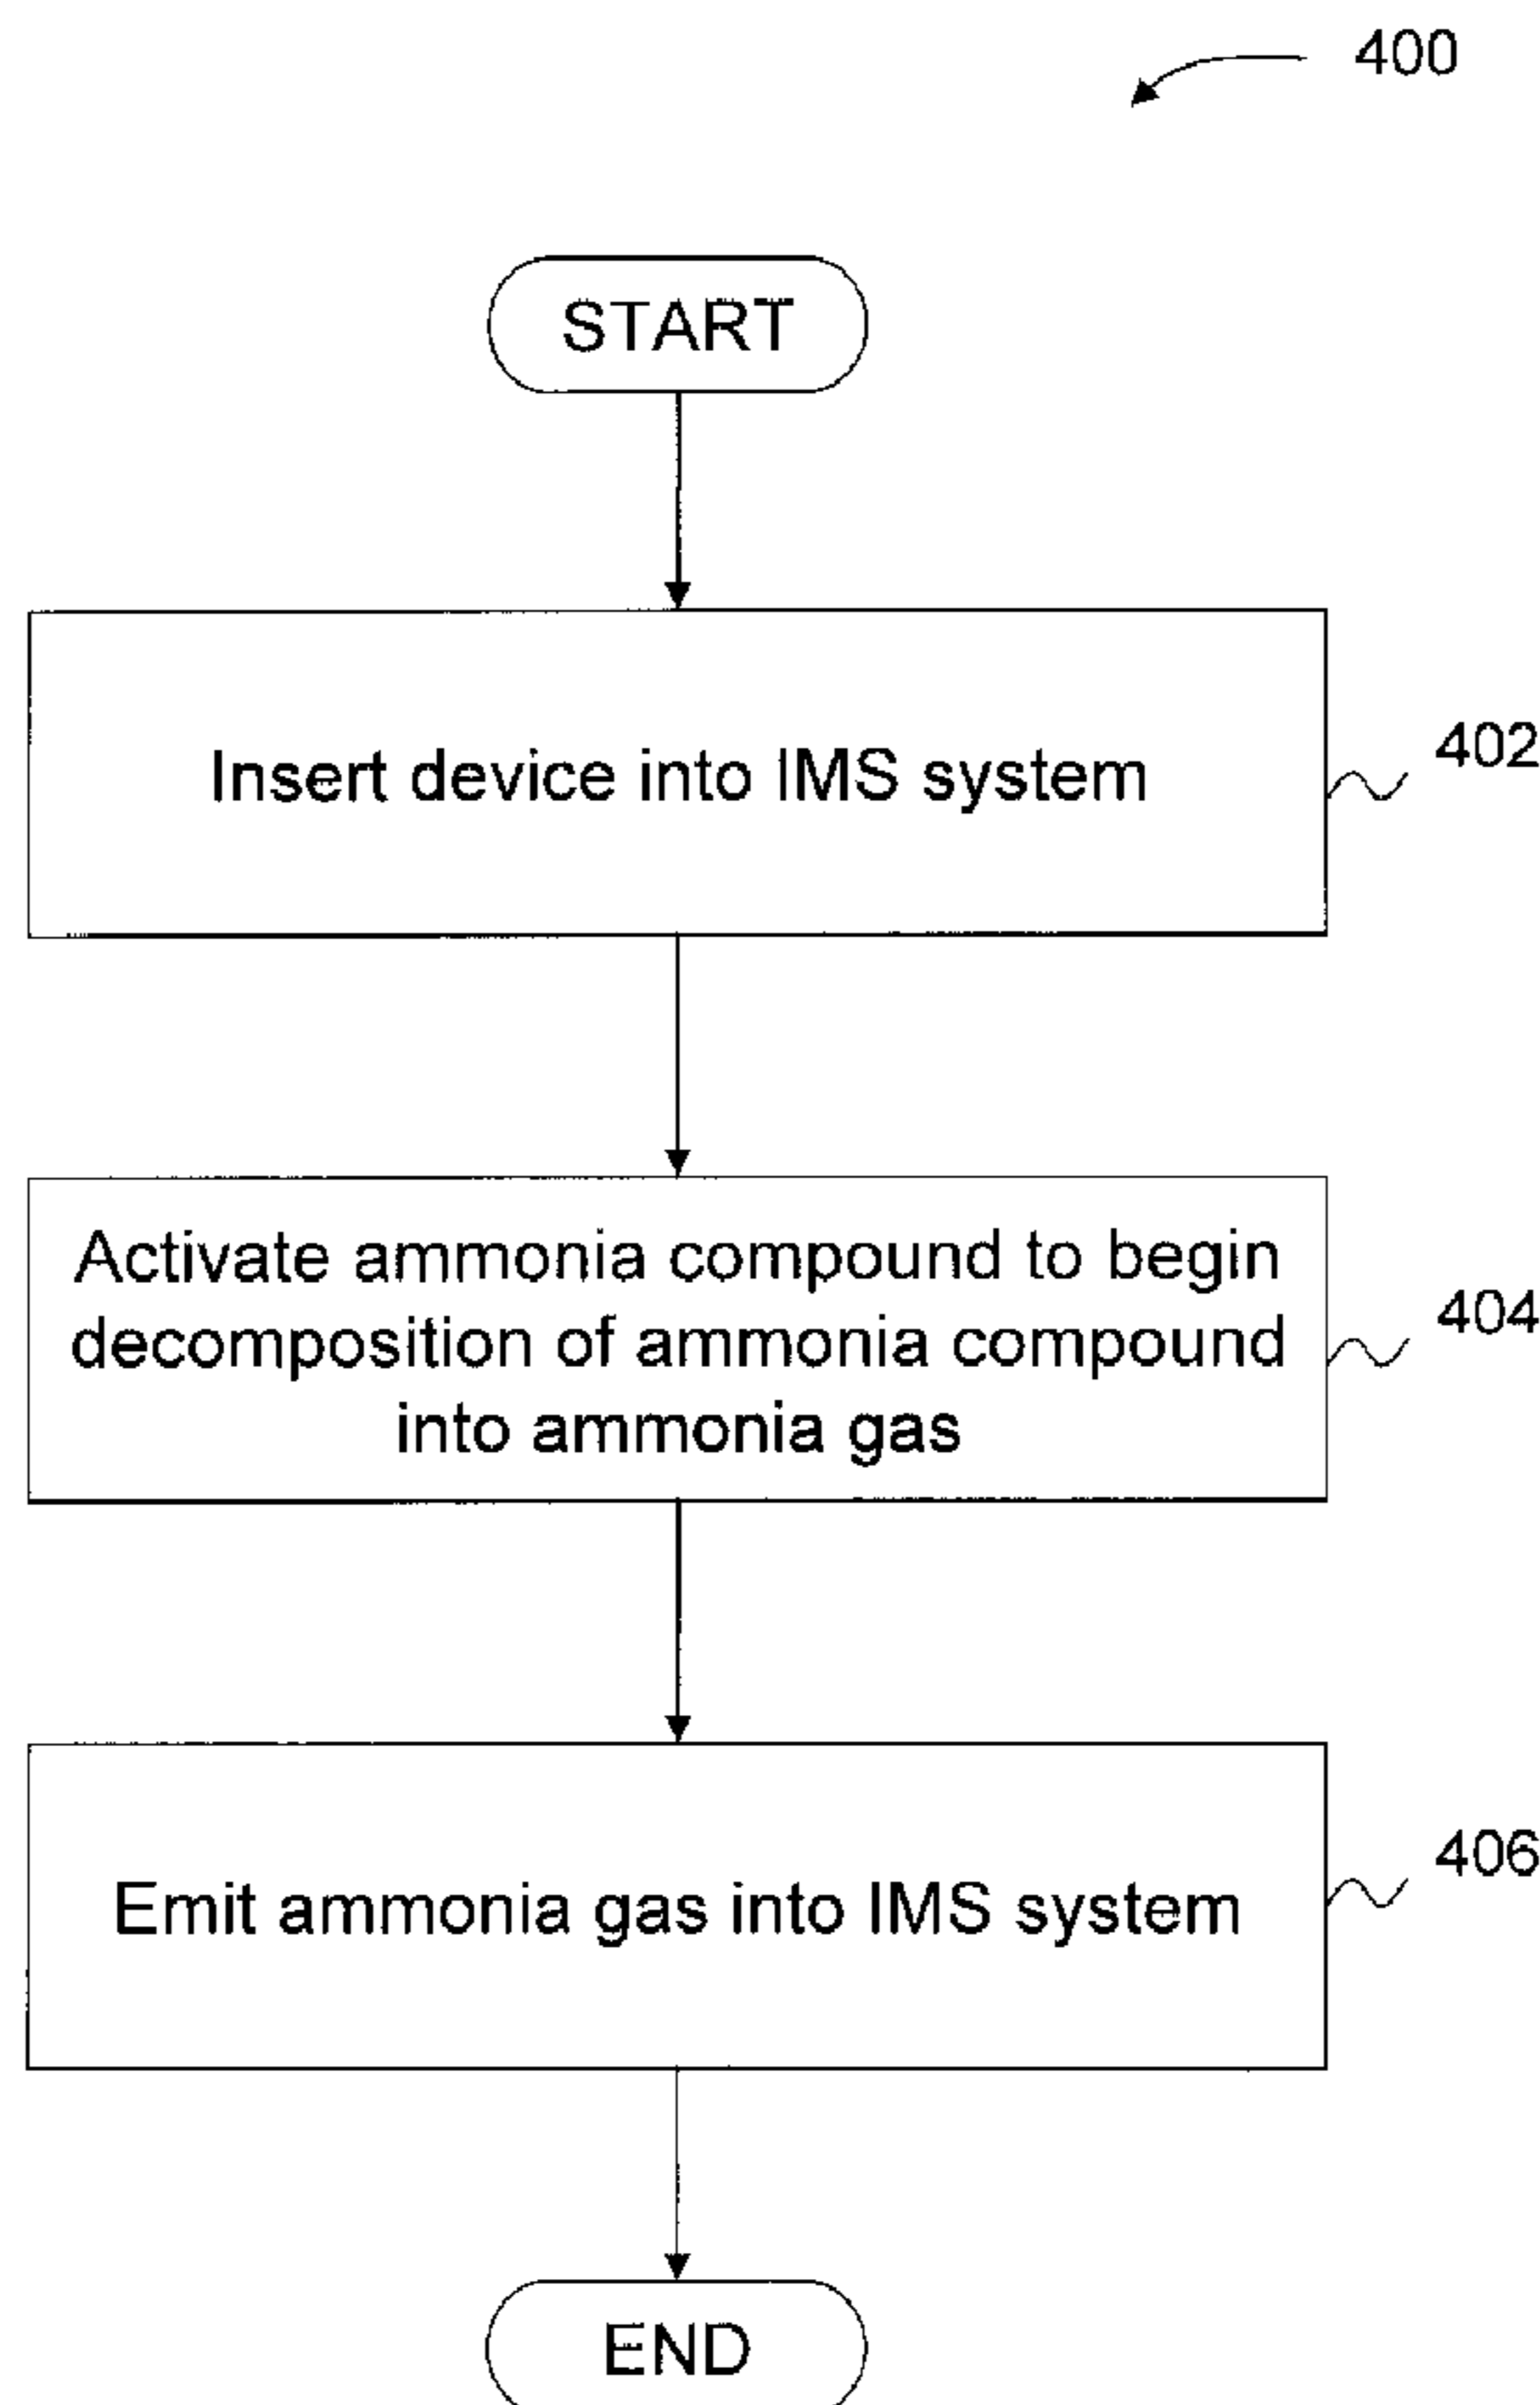 400
START
Insert device into IMS system
402
Activate ammonia compound to begin
decomposition of ammonia compound
into ammonia gas
404
Emit ammonia gas into IMS system
406
END